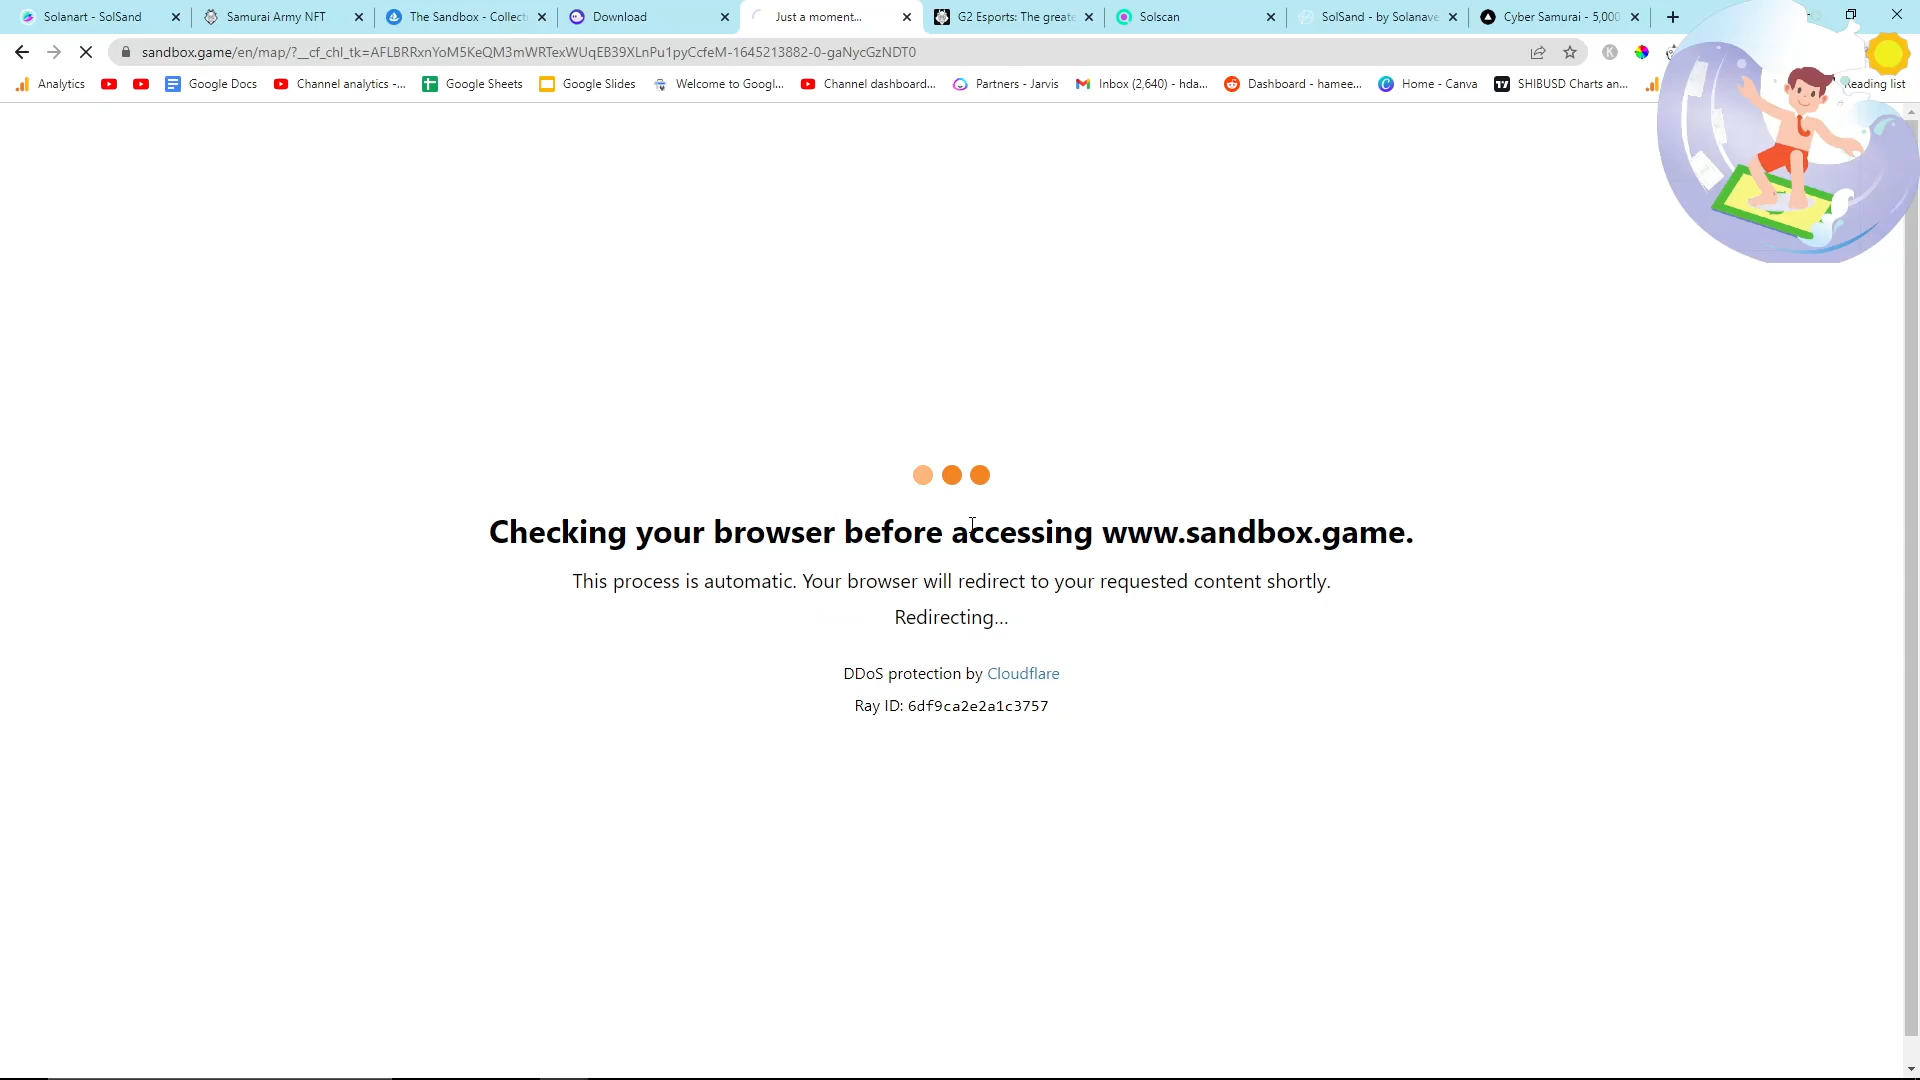 Solanart - SolSand
Samurai Army NFT
The Sandbox - Collect
Download
Just a moment...
G2 Esports: The greate
Solscan
SolSand - by Solanave
Cyber Samurai - 5,000
sandbox.game/en/map/?__cf_chl_tk=AFLBRRxnYoM5KeQM3mWRTexWUqEB39XLnPu1pyCcfeM-1645213882-0-gaNycGzNDT0
K
Analytics
Google Docs
Channel analytics -...
Google Sheets
Google Slides
Welcome to Googl...
Channel dashboard...
Partners - Jarvis
Inbox (2,640) - hda...
Dashboard - hamee...
Home - Canva
SHIBUSD Charts an...
Reading list
Checking your browser before accessing www.sandbox.game.
This process is automatic. Your browser will redirect to your requested content shortly.
Redirecting...
DDoS protection by Cloudflare
Ray ID: 6df9ca2e2a1c3757